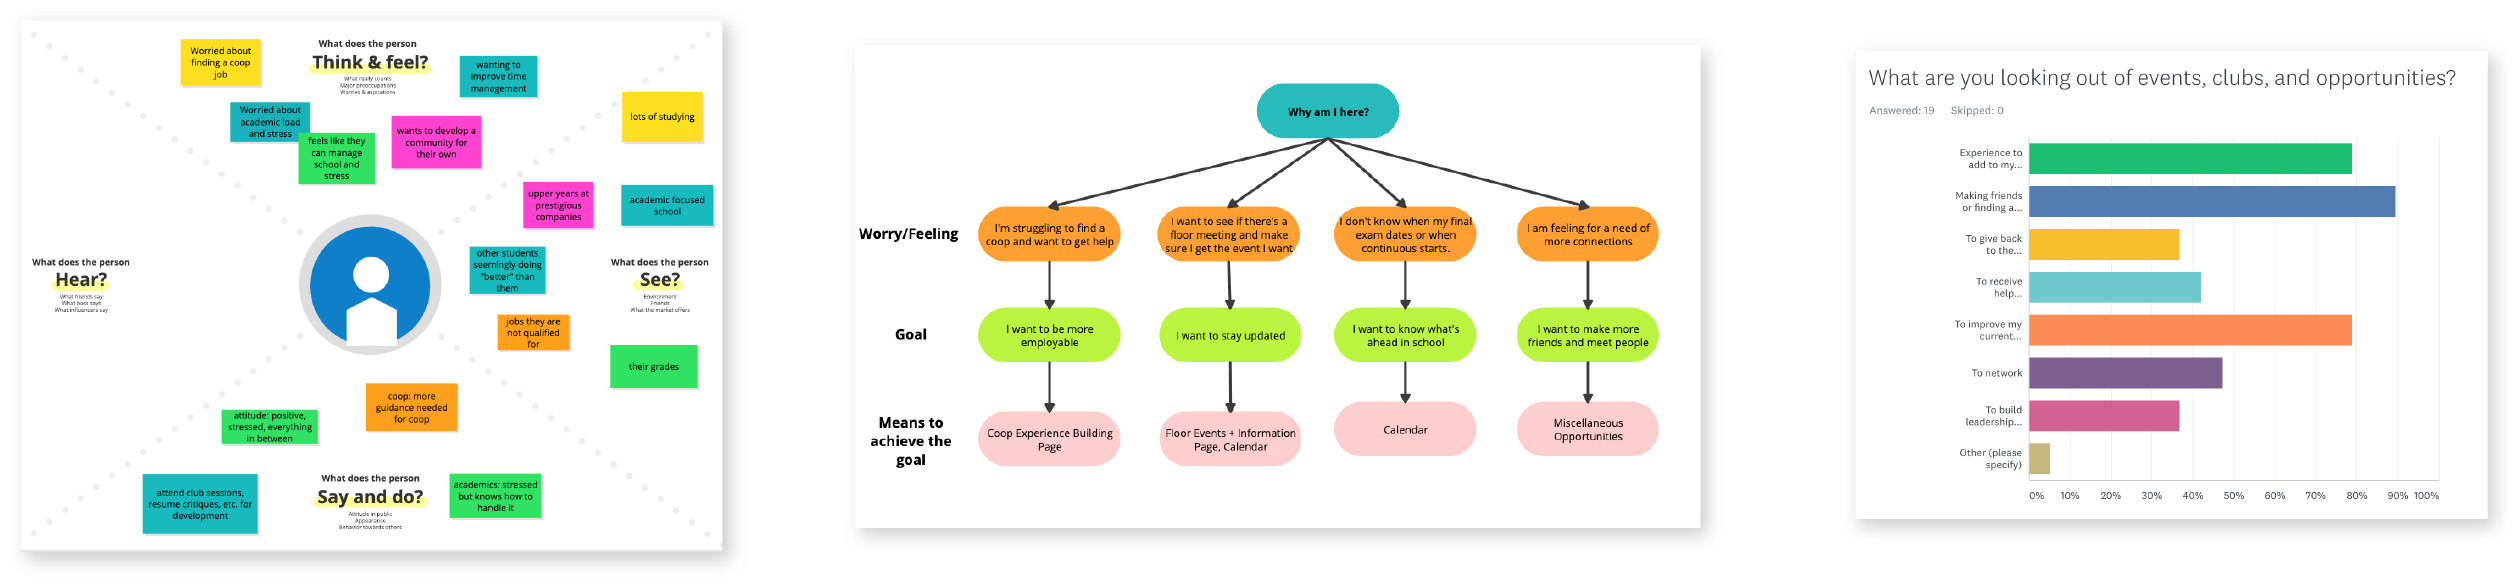 What does the person
Think & feel?
What really counts
Major preoccupations
Worries & aspirations
Worried about
finding a coop
job
wanting to
improve time
management
Worried about
academic load
and stress
feels like they
can manage
school and
stress
wants to develop a
community for
their own
lots of studying
upper years at
prestigious
companies
academic focused
school
other students
seemingly doing
"better" than
them
What does the person
Hear?
What friends say
What boss says
What influencers say
What does the person
See?
Environment
Friends
What the market offers
jobs they are
not qualified
for
their grades
coop: more
guidance needed
for coop
attitude: positive,
stressed, everything
in between
What does the person
Say and do?
Attitude in public
Appearance
Behavior towards others
attend club sessions,
resume critiques, etc. for
development
academics: stressed
but knows how to
handle it
Why am I here?
Worry/Feeling
I'm struggling to find a
coop and want to get help
I want to see if there's a
floor meeting and make
sure I get the event I want
I don't know when my final
exam dates or when
continuous starts.
I am feeling for a need of
more connections
Goal
I want to be more
employable
I want to stay updated
I want to know what's
ahead in school
I want to make more
friends and meet people
Means to
achieve the
goal
Coop Experience Building
Page
Floor Events + Information
Page, Calendar
Calendar
Miscellaneous
Opportunities
What are you looking out of events, clubs, and opportunities?
Answered: 19 Skipped: 0
Experience to
add to my...
Making friends
or finding a...
To give back
to the...
To receive
help...
To improve my
current...
To network
To build
leadership...
Other (please
specify)
0% 10% 20% 30% 40% 50% 60% 70% 80% 90% 100%